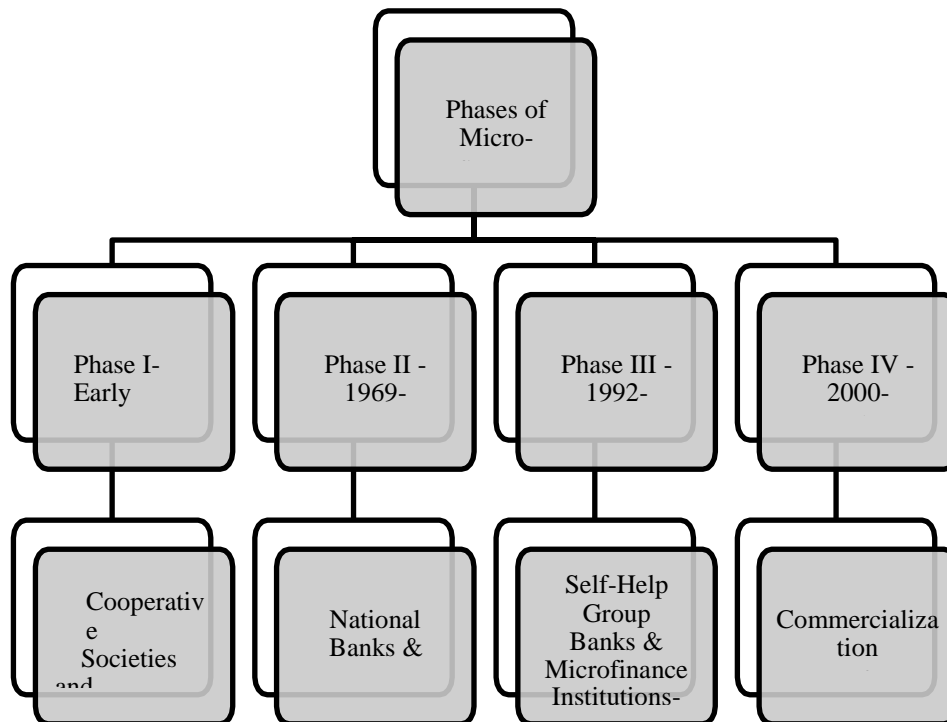 Phases of
Micro-
Phase I-
Early
Phase II -
1969-
Phase III -
1992-
Phase IV -
2000-
Cooperativ
e
Societies
and
National
Banks &
Self-Help
Group
Banks &
Microfinance
Institutions-
Commercializa
tion